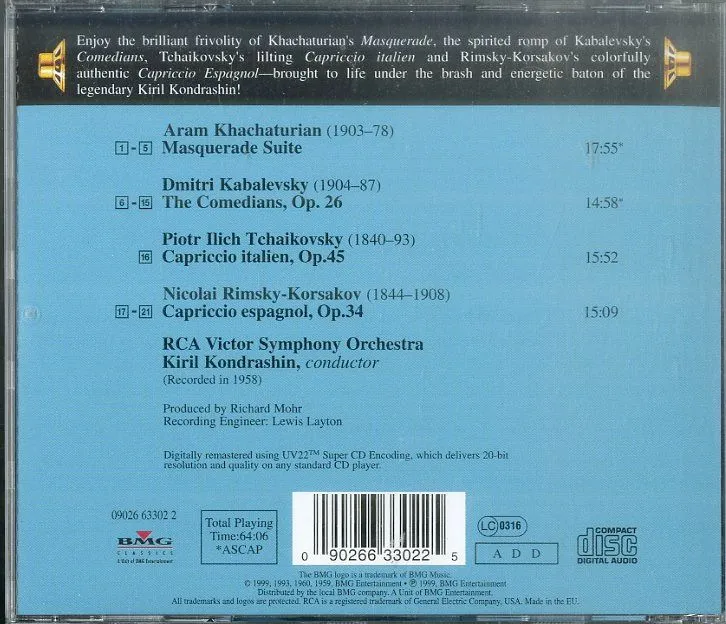 Enjoy the brilliant frivolity of Khachaturian's Masquerade, the spirited romp of Kabalevsky's
Comedians, Tchaikovsky's lilting Capriccio italien and Rimsky-Korsakov's colorfully
authentic Capriccio Espagnol—brought to life under the brash and energetic baton of the
legendary Kiril Kondrashin!
Aram Khachaturian (1903–78)
1-5 Masquerade Suite 17:55*
Dmitri Kabalevsky (1904–87)
6-15 The Comedians, Op. 26 14:58*
Piotr Ilich Tchaikovsky (1840–93)
16 Capriccio italien, Op.45 15:52
Nicolai Rimsky-Korsakov (1844–1908)
17-21 Capriccio espagnol, Op.34 15:09
RCA Victor Symphony Orchestra
Kiril Kondrashin, conductor
(Recorded in 1958)
Produced by Richard Mohr
Recording Engineer: Lewis Layton
Digitally remastered using UV22™ Super CD Encoding, which delivers 20-bit
resolution and quality on any standard CD player.
09026 63302 2
BMG
CLASSICS
A Unit of BMG Entertainment
Total Playing
Time:64:06
*ASCAP
0 90266 33022 5
LC 0316
A D D
COMPACT
disc
DIGITAL AUDIO
The BMG logo is a trademark of BMG Music.
© 1999, 1993, 1960, 1959, BMG Entertainment • ℗ 1999, BMG Entertainment
Distributed by the local BMG company. A Unit of BMG Entertainment.
All trademarks and logos are protected. RCA is a registered trademark of General Electric Company, USA. Made in the EU.